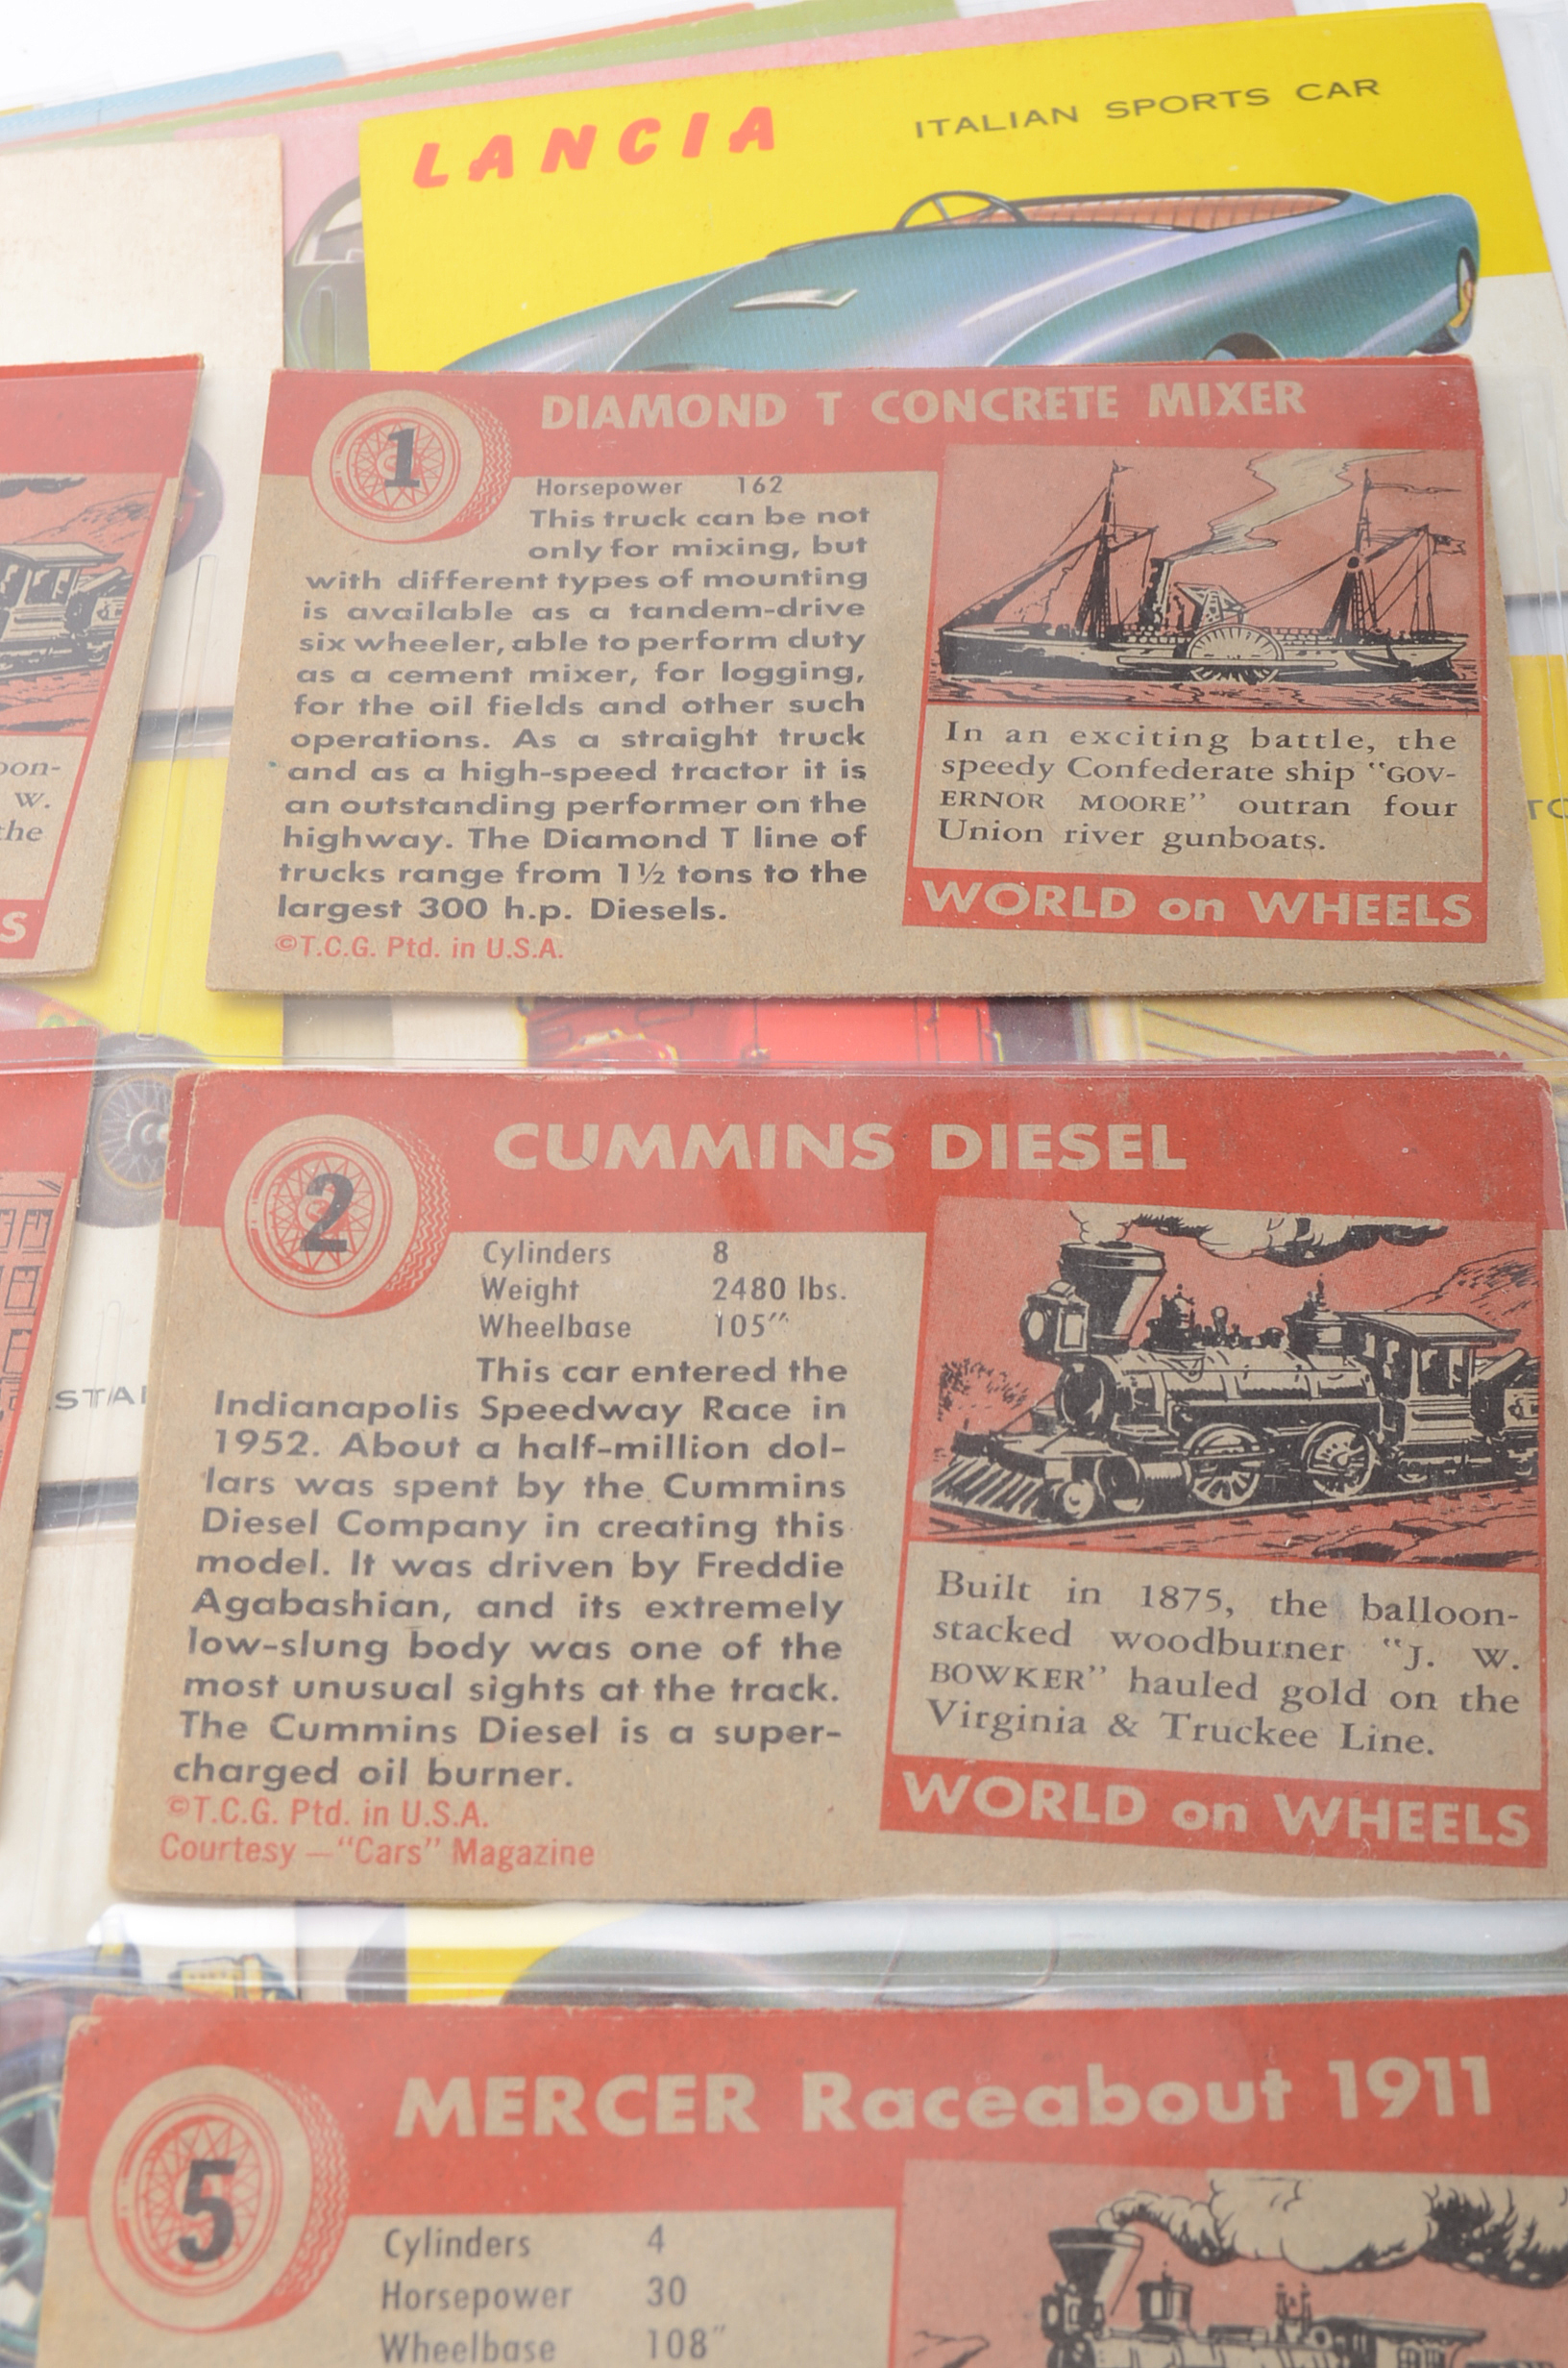 LANCIA
ITALIAN SPORTS CAR
1
DIAMOND T CONCRETE MIXER
Horsepower 162
This truck can be not
only for mixing, but
with different types of mounting
is available as a tandem-drive
six wheeler, able to perform duty
as a cement mixer, for logging,
for the oil fields and other such
operations. As a straight truck
and as a high-speed tractor it is
an outstanding performer on the
highway. The Diamond T line of
trucks range from 1½ tons to the
largest 300 h.p. Diesels.
©T.C.G. Ptd. in U.S.A.
In an exciting battle, the
speedy Confederate ship "GOV-
ERNOR MOORE" outran four
Union river gunboats.
WORLD on WHEELS
oon-
W.
the
S
TO
2
CUMMINS DIESEL
Cylinders 8
Weight 2480 lbs.
Wheelbase 105"
This car entered the
Indianapolis Speedway Race in
1952. About a half-million dol-
lars was spent by the Cummins
Diesel Company in creating this
model. It was driven by Freddie
Agabashian, and its extremely
low-slung body was one of the
most unusual sights at the track.
The Cummins Diesel is a super-
charged oil burner.
©T.C.G. Ptd. in U.S.A.
Courtesy—"Cars" Magazine
Built in 1875, the balloon-
stacked woodburner "J. W.
BOWKER" hauled gold on the
Virginia & Truckee Line.
WORLD on WHEELS
STA
5
MERCER Raceabout 1911
Cylinders 4
Horsepower 30
Wheelbase 108"